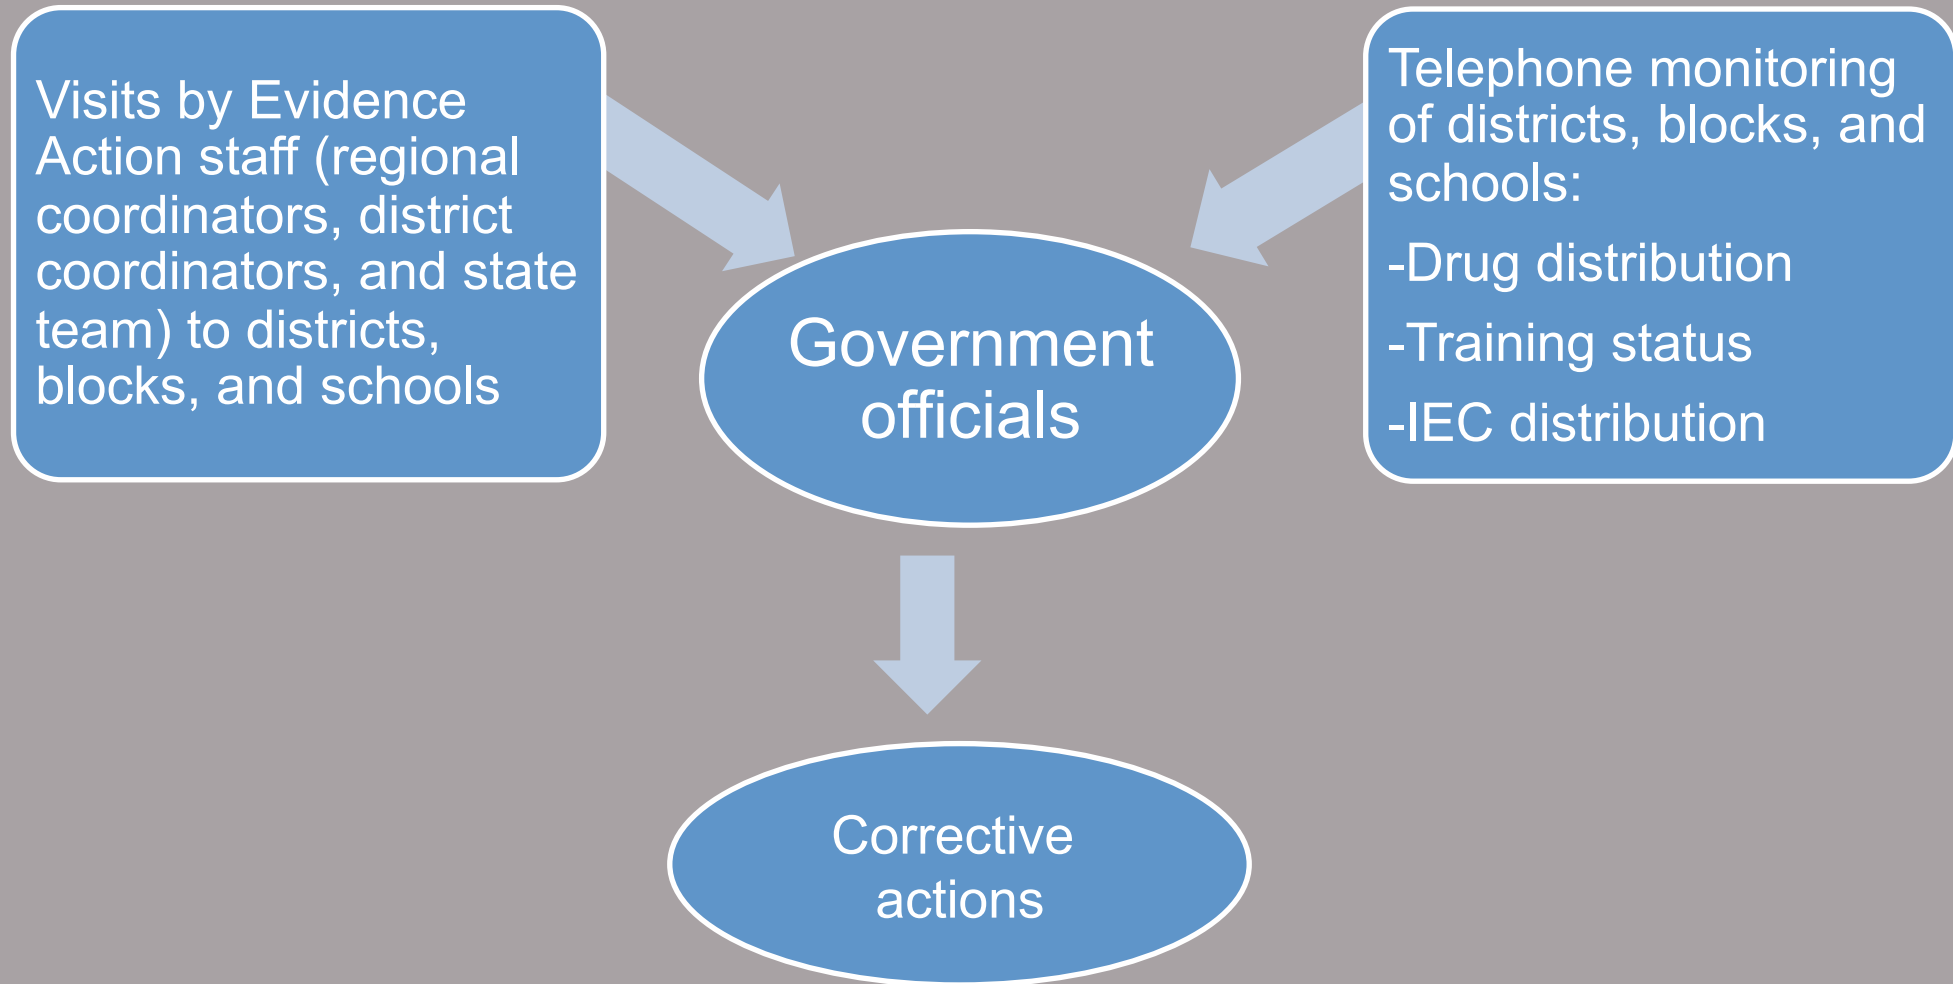 Visits by Evidence
Action staff (regional
coordinators, district
coordinators, and state
team) to districts,
blocks, and schools
Telephone monitoring
of districts, blocks, and
schools:
-Drug distribution
-Training status
-IEC distribution
Government
officials
Corrective
actions